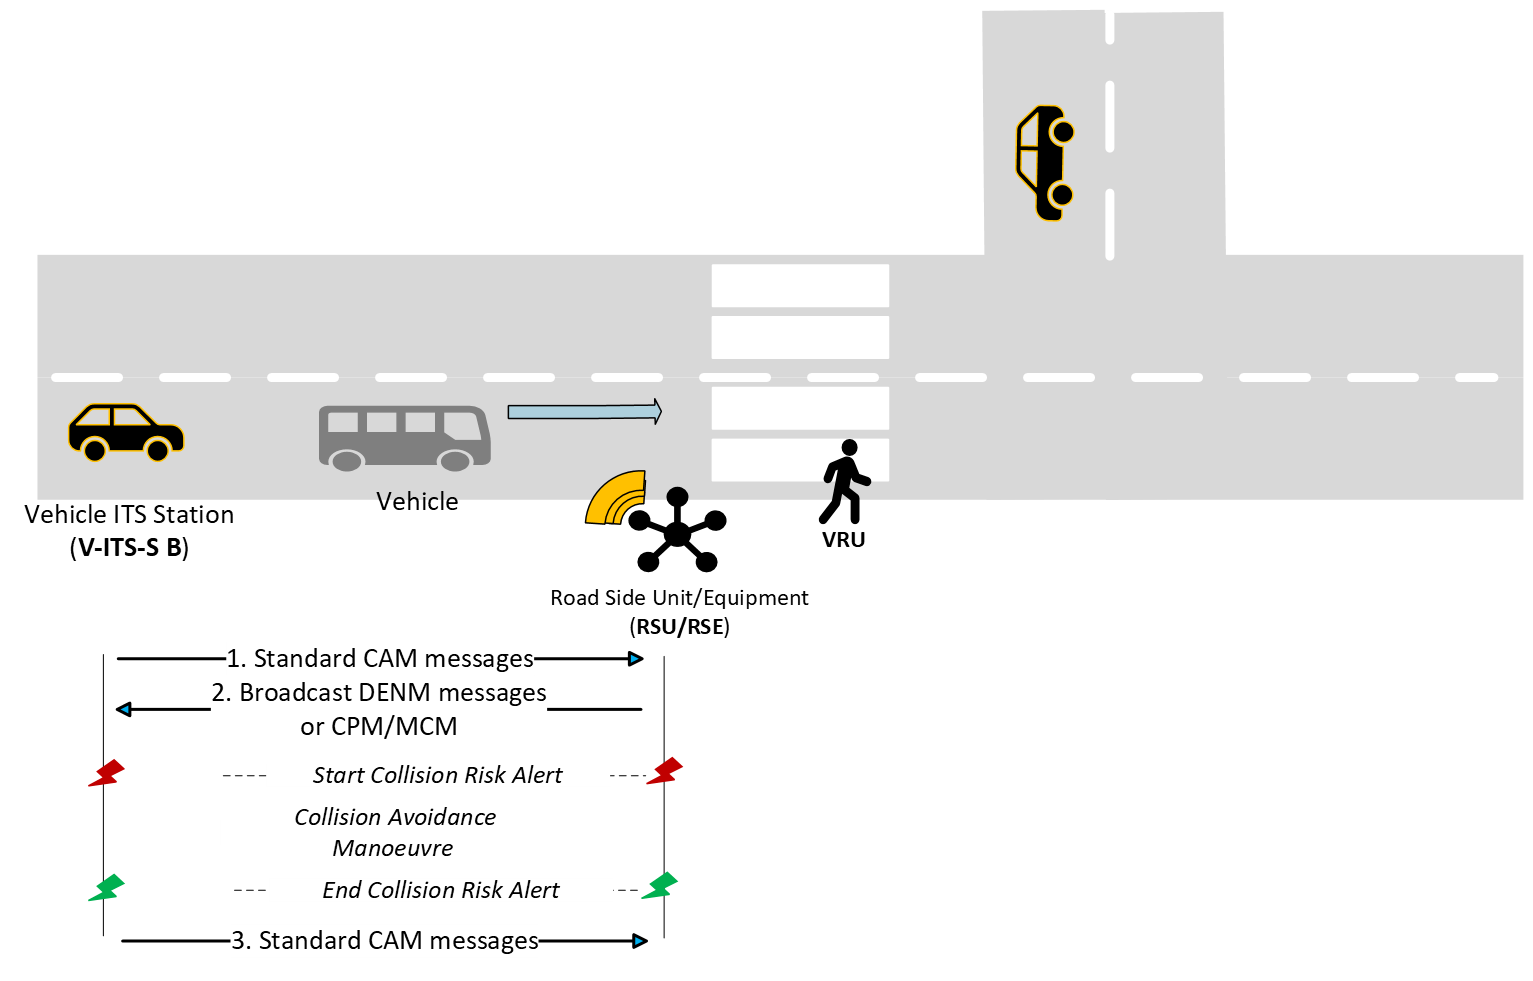 Vehicle ITS Station
(V-ITS-S B)
Vehicle
VRU
Road Side Unit/Equipment
(RSU/RSE)
1. Standard CAM messages
2. Broadcast DENM messages
or CPM/MCM
Start Collision Risk Alert
Collision Avoidance
Manoeuvre
End Collision Risk Alert
3. Standard CAM messages